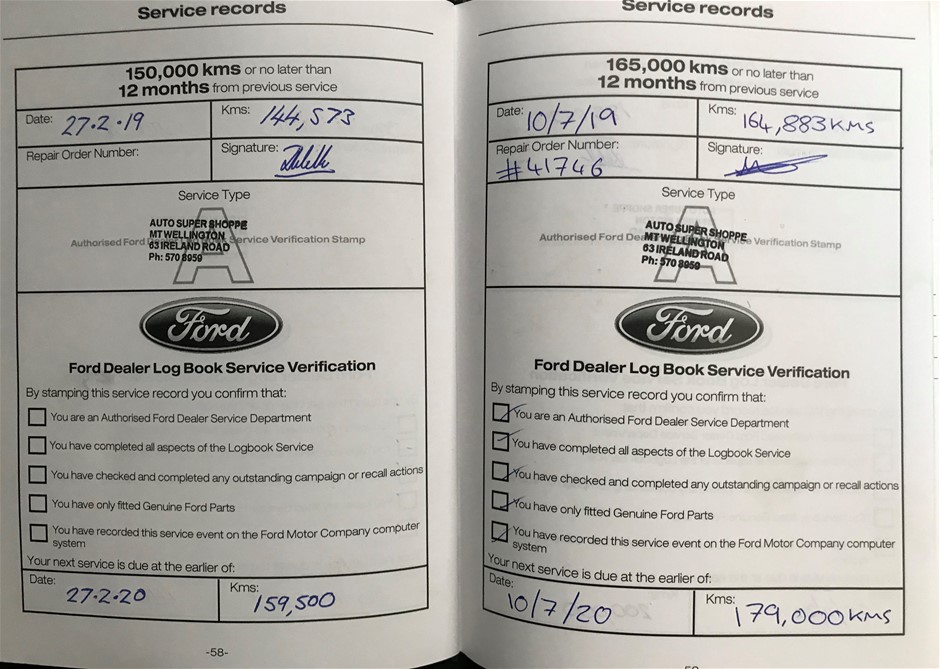 Service records
150,000 kms or no later than
12 months from previous service
Date: 27.2.19 Kms: 144,573
Repair Order Number: Signature:
Service Type
A
Authorised Ford Service Verification Stamp
AUTO SUPER SHOPPE
MT WELLINGTON
63 IRELAND ROAD
Ph: 570 8959
Ford
Ford Dealer Log Book Service Verification
By stamping this service record you confirm that:
You are an Authorised Ford Dealer Service Department
You have completed all aspects of the Logbook Service
You have checked and completed any outstanding campaign or recall actions
You have only fitted Genuine Ford Parts
You have recorded this service event on the Ford Motor Company computer
system
Your next service is due at the earlier of:
Date: 27-2-20 Kms: 159,500
-58-
Service records
165,000 kms or no later than
12 months from previous service
Date: 10/7/19 Kms: 164,883KMS
Repair Order Number: #41746 Signature:
Service Type
A
Authorised Ford Verification Stamp
AUTO SUPER SHOPPE
MT WELLINGTON
63 IRELAND ROAD
Ph: 570 8959
Ford
Ford Dealer Log Book Service Verification
By stamping this service record you confirm that:
You are an Authorised Ford Dealer Service Department
You have completed all aspects of the Logbook Service
You have checked and completed any outstanding campaign or recall actions
You have only fitted Genuine Ford Parts
You have recorded this service event on the Ford Motor Company computer
system
Your next service is due at the earlier of:
Date: 10/7/20 Kms: 179,000KMS